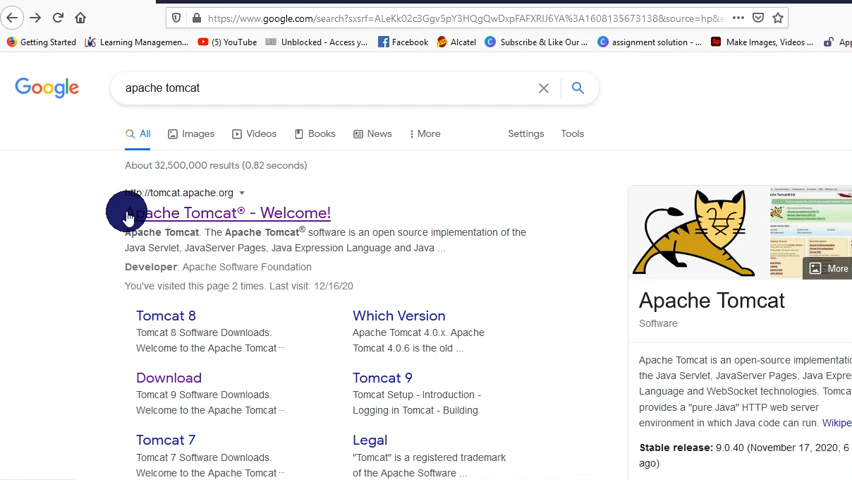 https://www.google.com/search?sxsrf=ALeKk02c3Ggv5pY3HQgQwDxpFAFXRIJ6YA%3A1608135673138&source=hp&e
Getting Started
Learning Managemen...
(5) YouTube
Unblocked - Access y...
Facebook
Alcatel
Subscribe & Like Our ...
assignment solution - ...
Make Images, Videos ...
App
Google
apache tomcat
All
Images
Videos
Books
News
More
Settings
Tools
About 32,500,000 results (0.82 seconds)
http://tomcat.apache.org
Apache Tomcat® - Welcome!
Apache Tomcat. The Apache Tomcat® software is an open source implementation of the
Java Servlet, JavaServer Pages, Java Expression Language and Java ...
Developer: Apache Software Foundation
You've visited this page 2 times. Last visit: 12/16/20
Tomcat 8
Tomcat 8 Software Downloads.
Welcome to the Apache Tomcat ...
Which Version
Apache Tomcat 4.0.x. Apache
Tomcat 4.0.6 is the old ...
Download
Tomcat 9 Software Downloads.
Welcome to the Apache Tomcat ...
Tomcat 9
Tomcat Setup - Introduction -
Logging in Tomcat - Building
Tomcat 7
Tomcat 7 Software Downloads.
Welcome to the Apache Tomcat ...
Legal
"Tomcat" is a registered trademark
of the Apache Software ...
More
Apache Tomcat
Software
Apache Tomcat is an open-source implementatio
the Java Servlet, JavaServer Pages, Java Expre
Language and WebSocket technologies. Tomc
provides a "pure Java" HTTP web server
environment in which Java code can run. Wikipe
Stable release: 9.0.40 (November 17, 2020; 6
ago)